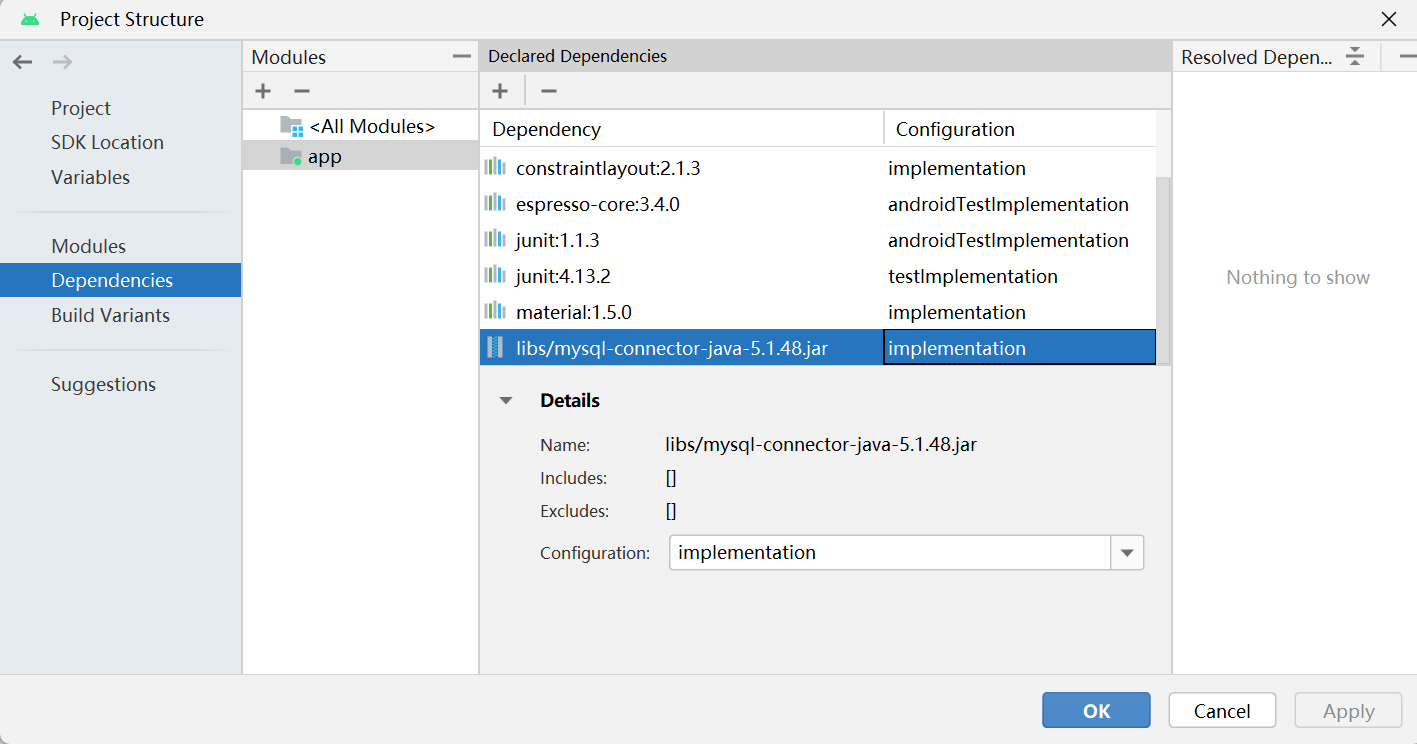 Project Structure
Project
SDK Location
Variables
Modules
Dependencies
Build Variants
Suggestions
Modules
<All Modules>
app
Declared Dependencies
Dependency Configuration
constraintlayout:2.1.3 implementation
espresso-core:3.4.0 androidTestImplementation
junit:1.1.3 androidTestImplementation
junit:4.13.2 testImplementation
material:1.5.0 implementation
libs/mysql-connector-java-5.1.48.jar implementation
Details
Name: libs/mysql-connector-java-5.1.48.jar
Includes: []
Excludes: []
Configuration: implementation
Resolved Depen...
Nothing to show
OK Cancel Apply